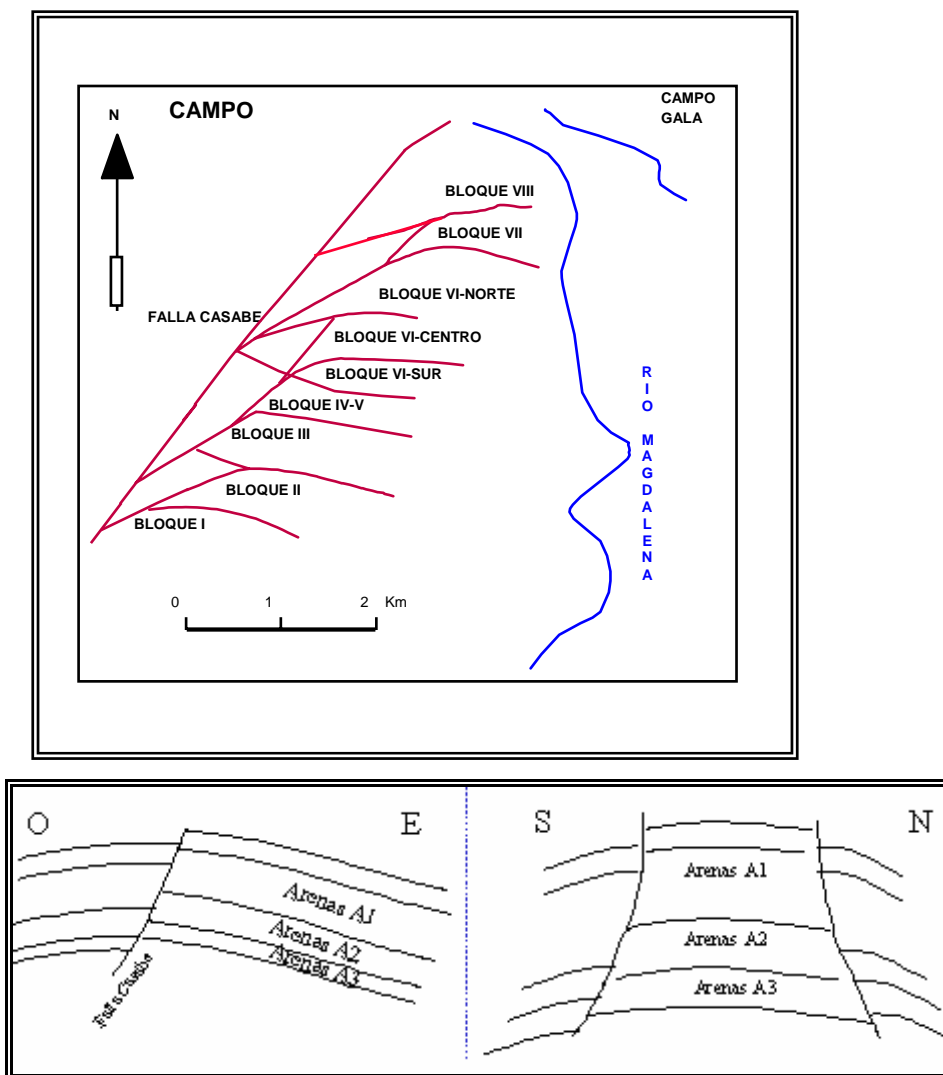 CAMPO
CAMPO
GALA
N
BLOQUE VIII
BLOQUE VII
BLOQUE VI-NORTE
FALLA CASABE
BLOQUE VI-CENTRO
BLOQUE VI-SUR
BLOQUE IV-V
BLOQUE III
BLOQUE II
BLOQUE I
RIO MAGDALENA
0 1 2 Km
O E
Arenas A1
Arenas A2
Arenas A3
Falla Casabe
S N
Arenas A1
Arenas A2
Arenas A3